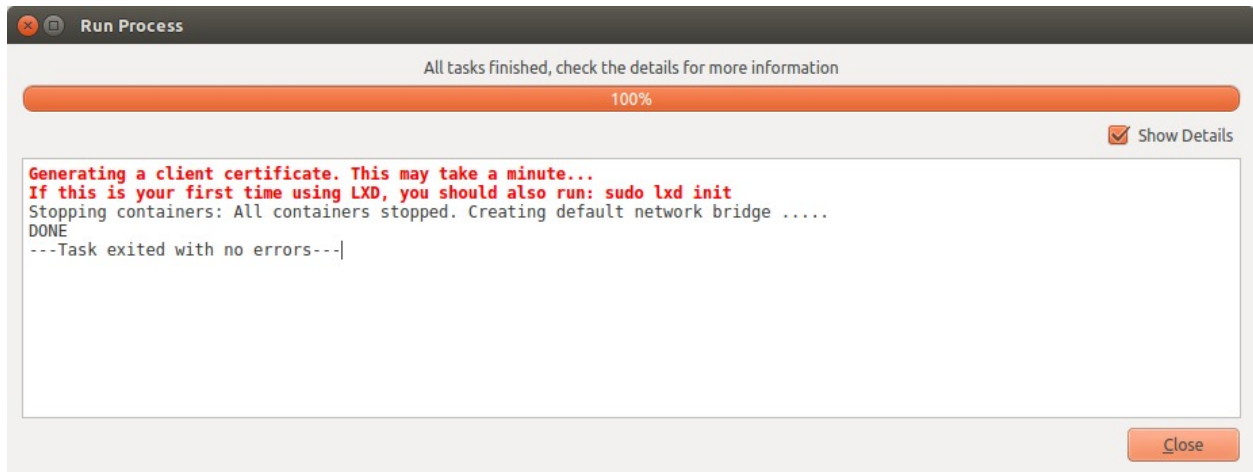 Run Process
All tasks finished, check the details for more information
100%
Show Details
Generating a client certificate. This may take a minute...
If this is your first time using LXD, you should also run: sudo lxd init
Stopping containers: All containers stopped. Creating default network bridge .....
DONE
---Task exited with no errors---
Close